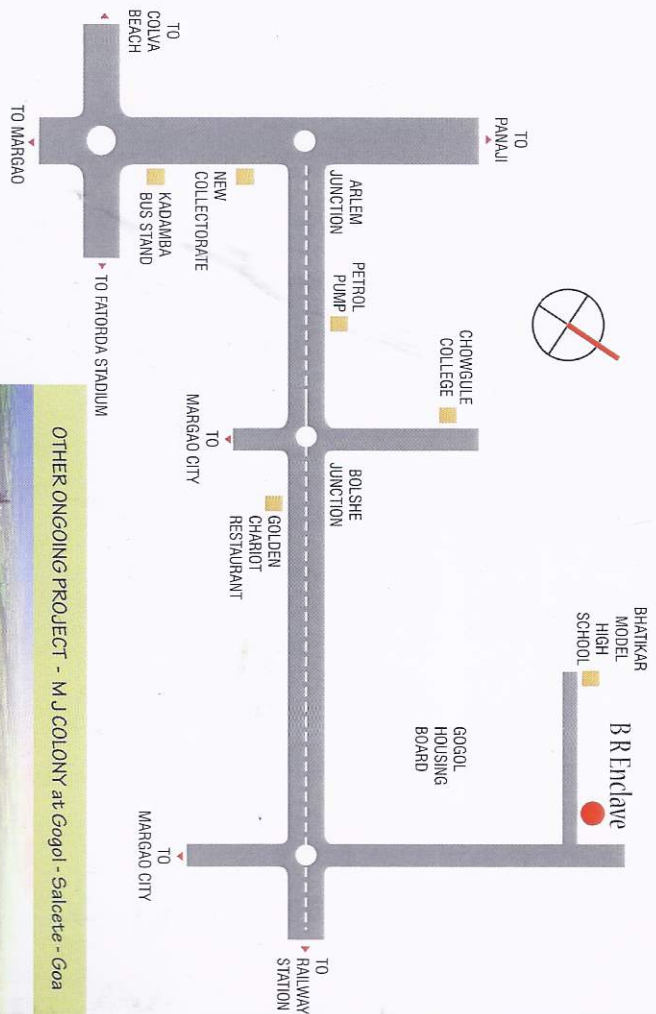 TO
PANAJI
TO
COLVA
BEACH
TO MARGAO
TO FATORDA STADIUM
KADAMBA
BUS STAND
NEW
COLLECTORATE
ARLEM
JUNCTION
PETROL
PUMP
CHOWGULE
COLLEGE
TO
MARGAO CITY
BOLSHE
JUNCTION
GOLDEN
CHARIOT
RESTAURANT
BHATIKAR
MODEL
HIGH
SCHOOL
B R Enclave
GOGOL
HOUSING
BOARD
TO
MARGAO CITY
TO
RAILWAY
STATION
OTHER ONGOING PROJECT - M J COLONY at Gogol - Salcete - Goa